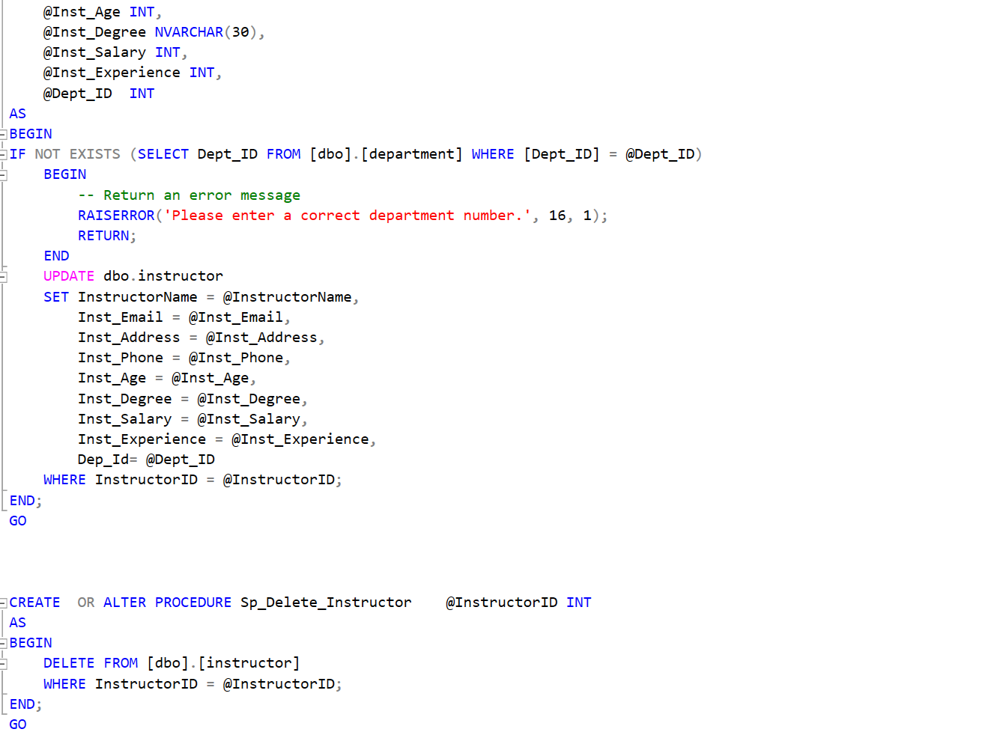 @Inst_Age INT,
@Inst_Degree NVARCHAR(30),
@Inst_Salary INT,
@Inst_Experience INT,
@Dept_ID  INT
AS
BEGIN
IF NOT EXISTS (SELECT Dept_ID FROM [dbo].[department] WHERE [Dept_ID] = @Dept_ID)
BEGIN
-- Return an error message
RAISERROR('Please enter a correct department number.', 16, 1);
RETURN;
END
UPDATE dbo.instructor
SET InstructorName = @InstructorName,
Inst_Email = @Inst_Email,
Inst_Address = @Inst_Address,
Inst_Phone = @Inst_Phone,
Inst_Age = @Inst_Age,
Inst_Degree = @Inst_Degree,
Inst_Salary = @Inst_Salary,
Inst_Experience = @Inst_Experience,
Dep_Id= @Dept_ID
WHERE InstructorID = @InstructorID;
END;
GO
CREATE  OR ALTER PROCEDURE Sp_Delete_Instructor    @InstructorID INT
AS
BEGIN
DELETE FROM [dbo].[instructor]
WHERE InstructorID = @InstructorID;
END;
GO